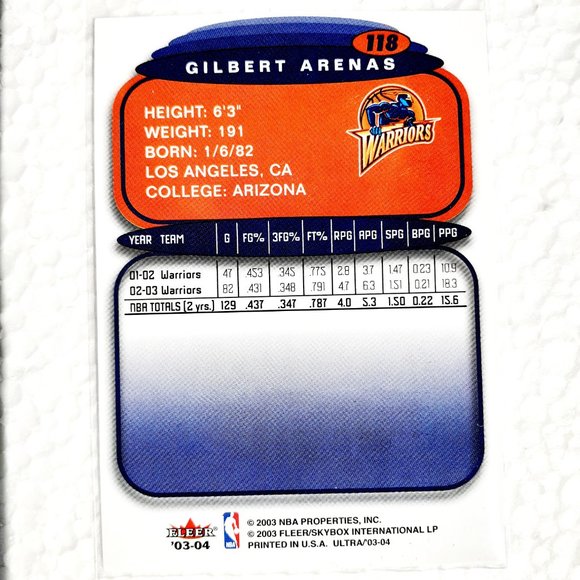 118
GILBERT ARENAS
HEIGHT: 6'3"
WEIGHT: 191
BORN: 1/6/82
LOS ANGELES, CA
COLLEGE: ARIZONA
WARRIORS
YEAR TEAM G FG% 3FG% FT% RPG APG SPG BPG PPG
01-02 Warriors 47 .453 .345 .775 2.8 3.7 1.47 0.23 10.9
02-03 Warriors 82 .431 .348 .791 4.7 6.3 1.51 0.21 18.3
NBA TOTALS (2 yrs.) 129 .437 .347 .787 4.0 5.3 1.50 0.22 15.6
FLEER
'03-04
NBA
© 2003 NBA PROPERTIES, INC.
© 2003 FLEER/SKYBOX INTERNATIONAL LP
PRINTED IN U.S.A. ULTRA/'03-04